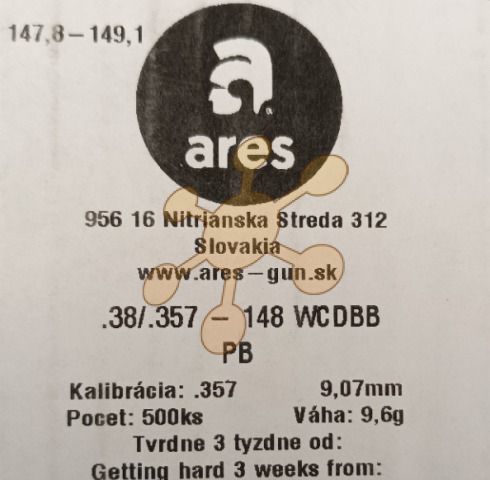 147,8-149,1
ares
956 16 Nitrianska Streda 312
Slovakia
www.ares-gun.sk
.38/.357 - 148 WCDBB
PB
Kalibrácia: .357 9,07mm
Pocet: 500ks Váha: 9,6g
Tvrdne 3 tyzdne od:
Getting hard 3 weeks from: